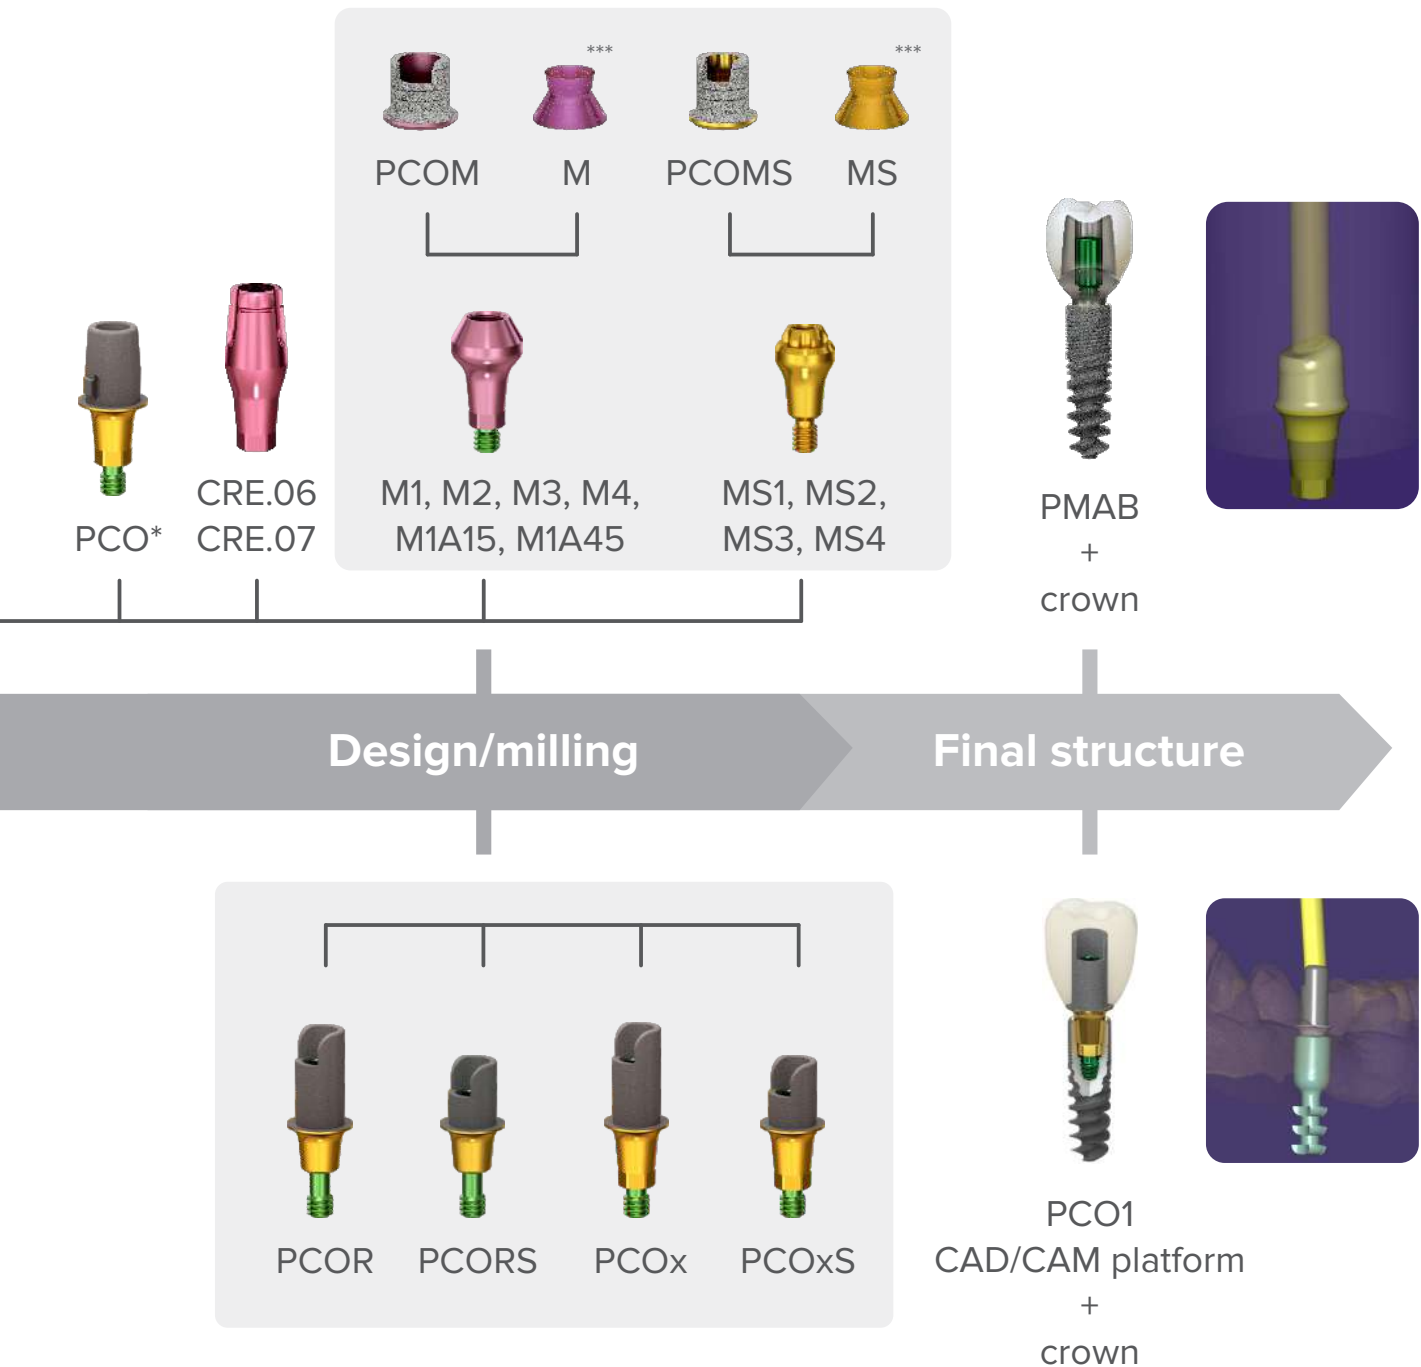 ***
***
PCOM
M
PCOMS
MS
PCO*
CRE.06
CRE.07
M1, M2, M3, M4,
M1A15, M1A45
MS1, MS2,
MS3, MS4
PMAB
+
crown
Design/milling
Final structure
PCOR
PCORS
PCOx
PCOxS
PCO1
CAD/CAM platform
+
crown